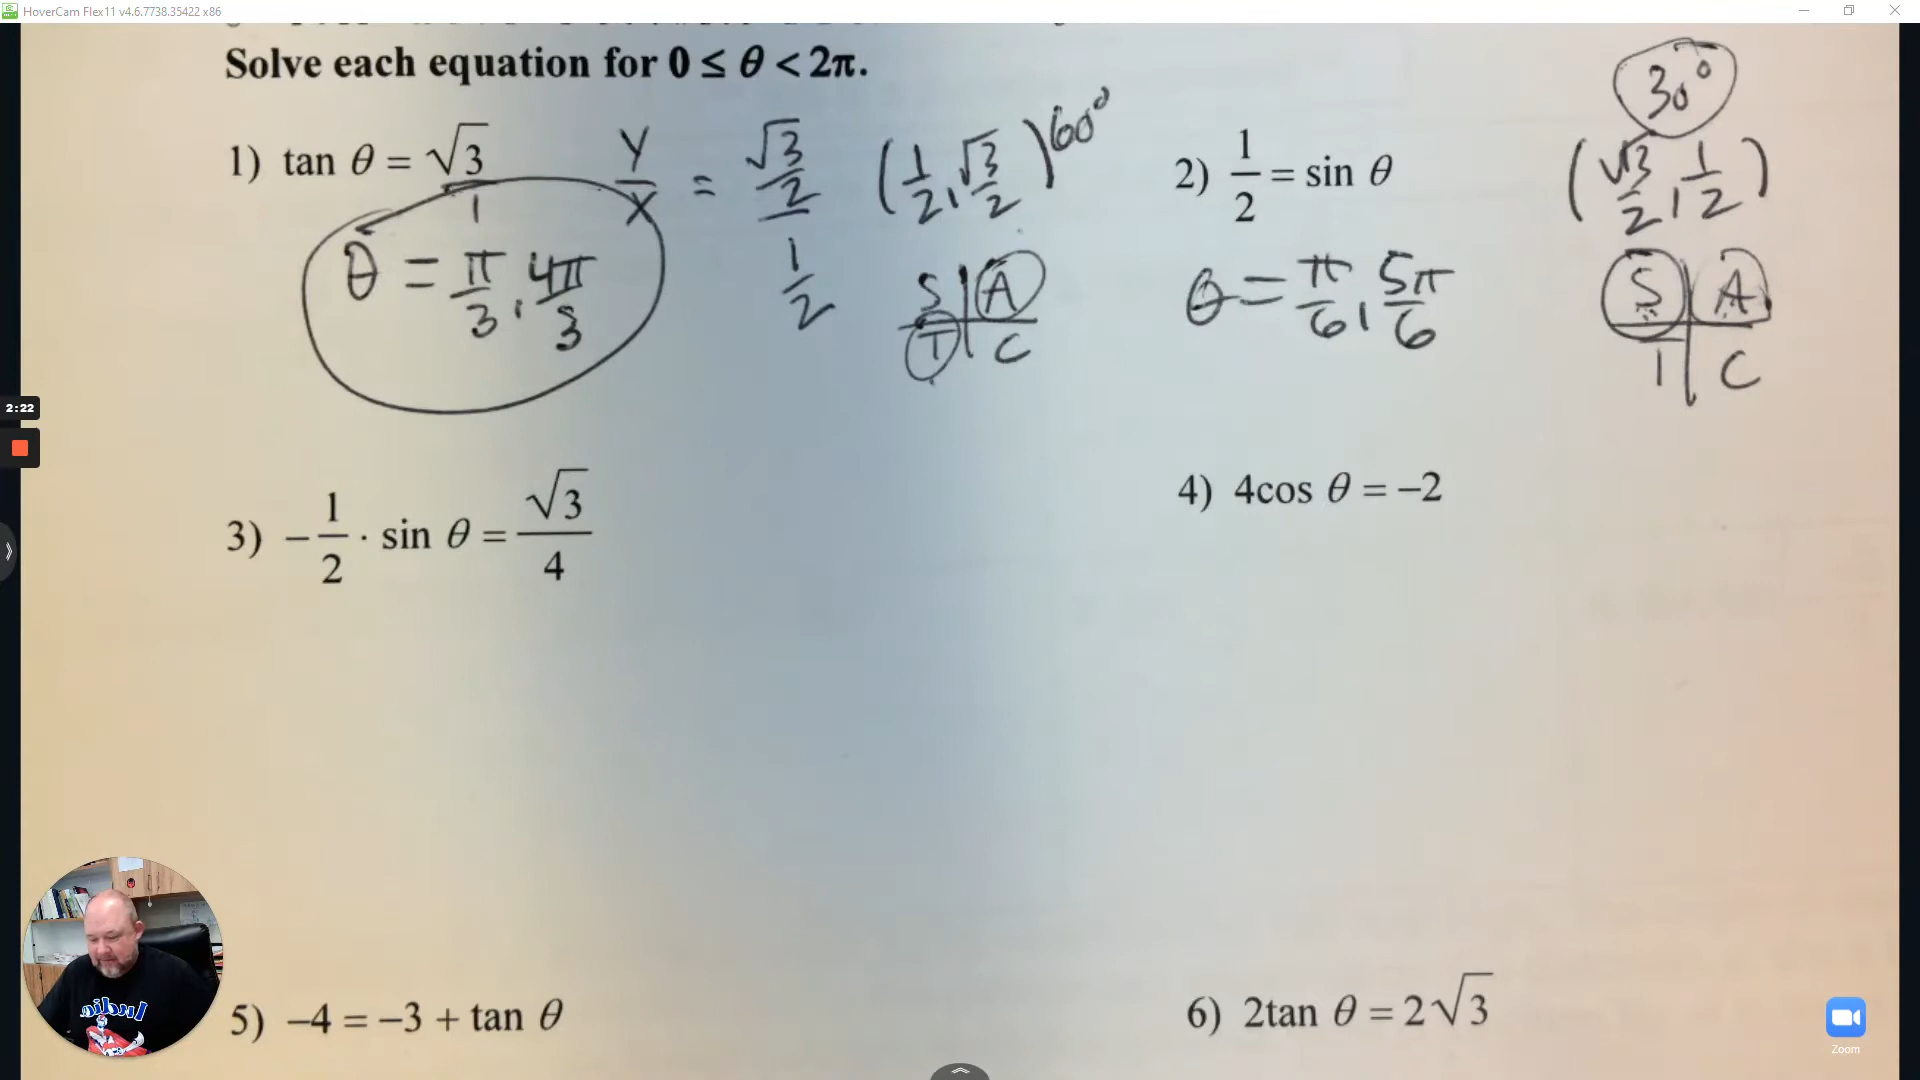 HoverCam Flex11 v4.6.7738.35422 x86
Solve each equation for 0 ≤ θ < 2π.
1) tan θ = √3
1
Y/X = (√3/2)/(1/2) (1/2, √3/2) 60°
θ = π/3, 4π/3
S A
T C
2) 1/2 = sin θ
30°
(√3/2, 1/2)
θ = π/6, 5π/6
S A
T C
2:22
3) −1/2 · sin θ = √3/4
4) 4cos θ = −2
5) −4 = −3 + tan θ
6) 2tan θ = 2√3
Zoom